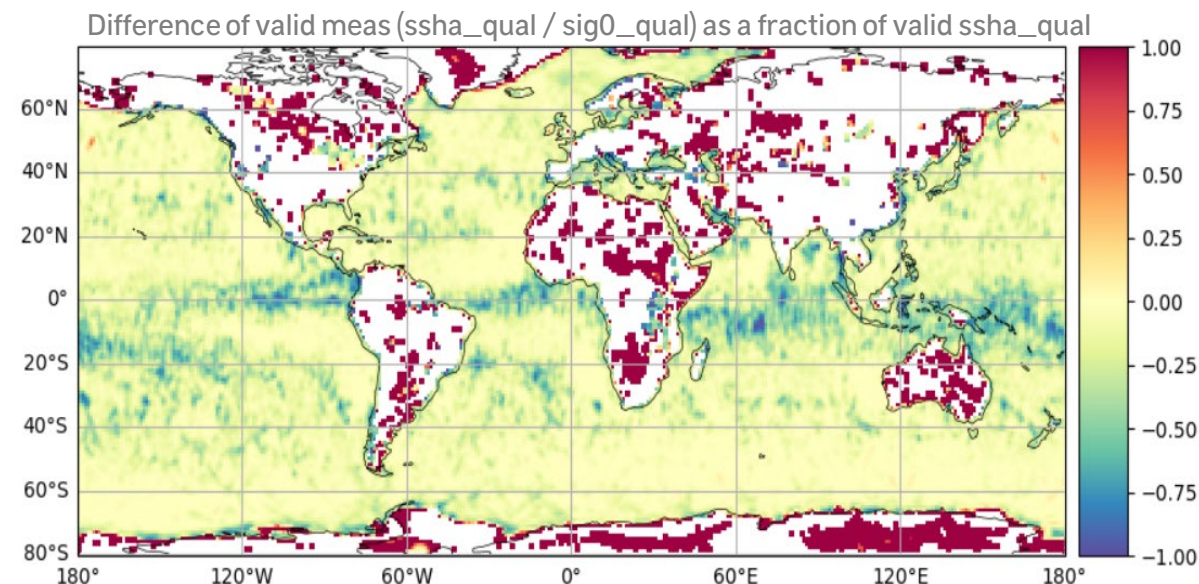 Difference of valid meas (ssha_qual / sig0_qual) as a fraction of valid ssha_qual
60°N
40°N
20°N
0°
20°S
40°S
60°S
80°S
180°
120°W
60°W
0°
60°E
120°E
180°
1.00
0.75
0.50
0.25
0.00
−0.25
−0.50
−0.75
−1.00